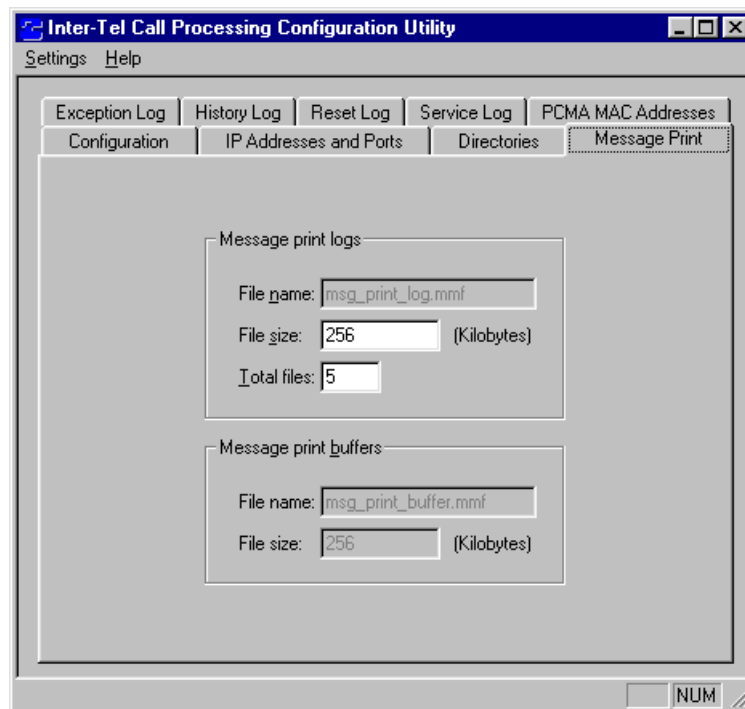 Inter-Tel Call Processing Configuration Utility
Settings Help
Exception Log History Log Reset Log Service Log PCMA MAC Addresses
Configuration IP Addresses and Ports Directories Message Print
Message print logs
File name: msg_print_log.mmf
File size: 256 (Kilobytes)
Total files: 5
Message print buffers
File name: msg_print_buffer.mmf
File size: 256 (Kilobytes)
NUM